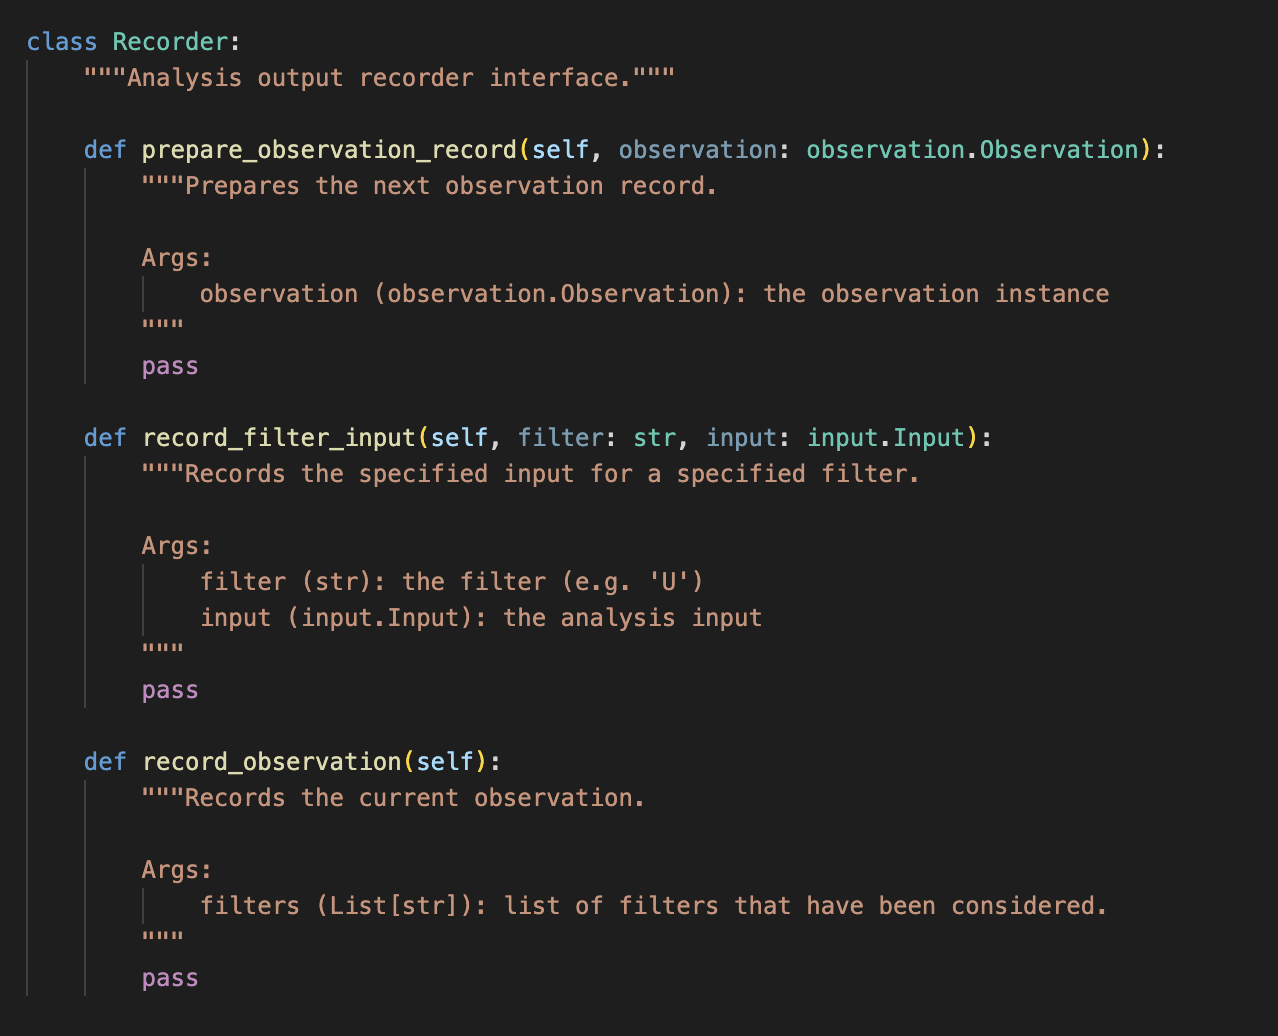 class Recorder:
    """Analysis output recorder interface."""

    def prepare_observation_record(self, observation: observation.Observation):
        """Prepares the next observation record.

        Args:
            observation (observation.Observation): the observation instance
        """
        pass

    def record_filter_input(self, filter: str, input: input.Input):
        """Records the specified input for a specified filter.

        Args:
            filter (str): the filter (e.g. 'U')
            input (input.Input): the analysis input
        """
        pass

    def record_observation(self):
        """Records the current observation.

        Args:
            filters (List[str]): list of filters that have been considered.
        """
        pass